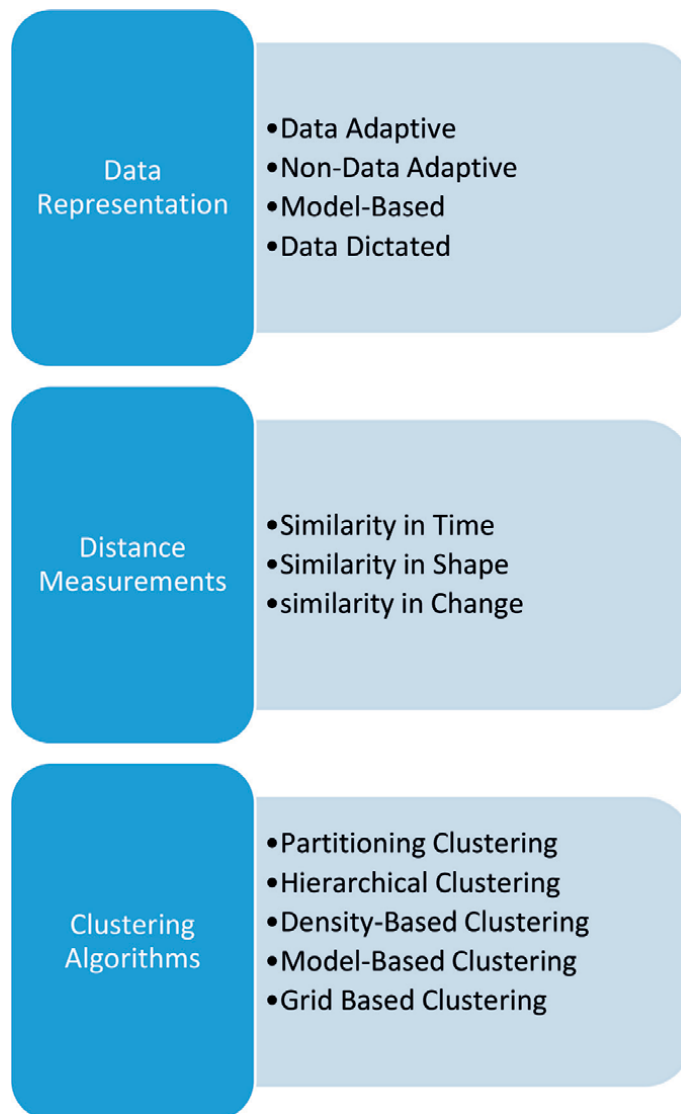 Data
Representation
•Data Adaptive
•Non-Data Adaptive
•Model-Based
•Data Dictated
Distance
Measurements
•Similarity in Time
•Similarity in Shape
•similarity in Change
Clustering
Algorithms
•Partitioning Clustering
•Hierarchical Clustering
•Density-Based Clustering
•Model-Based Clustering
•Grid Based Clustering